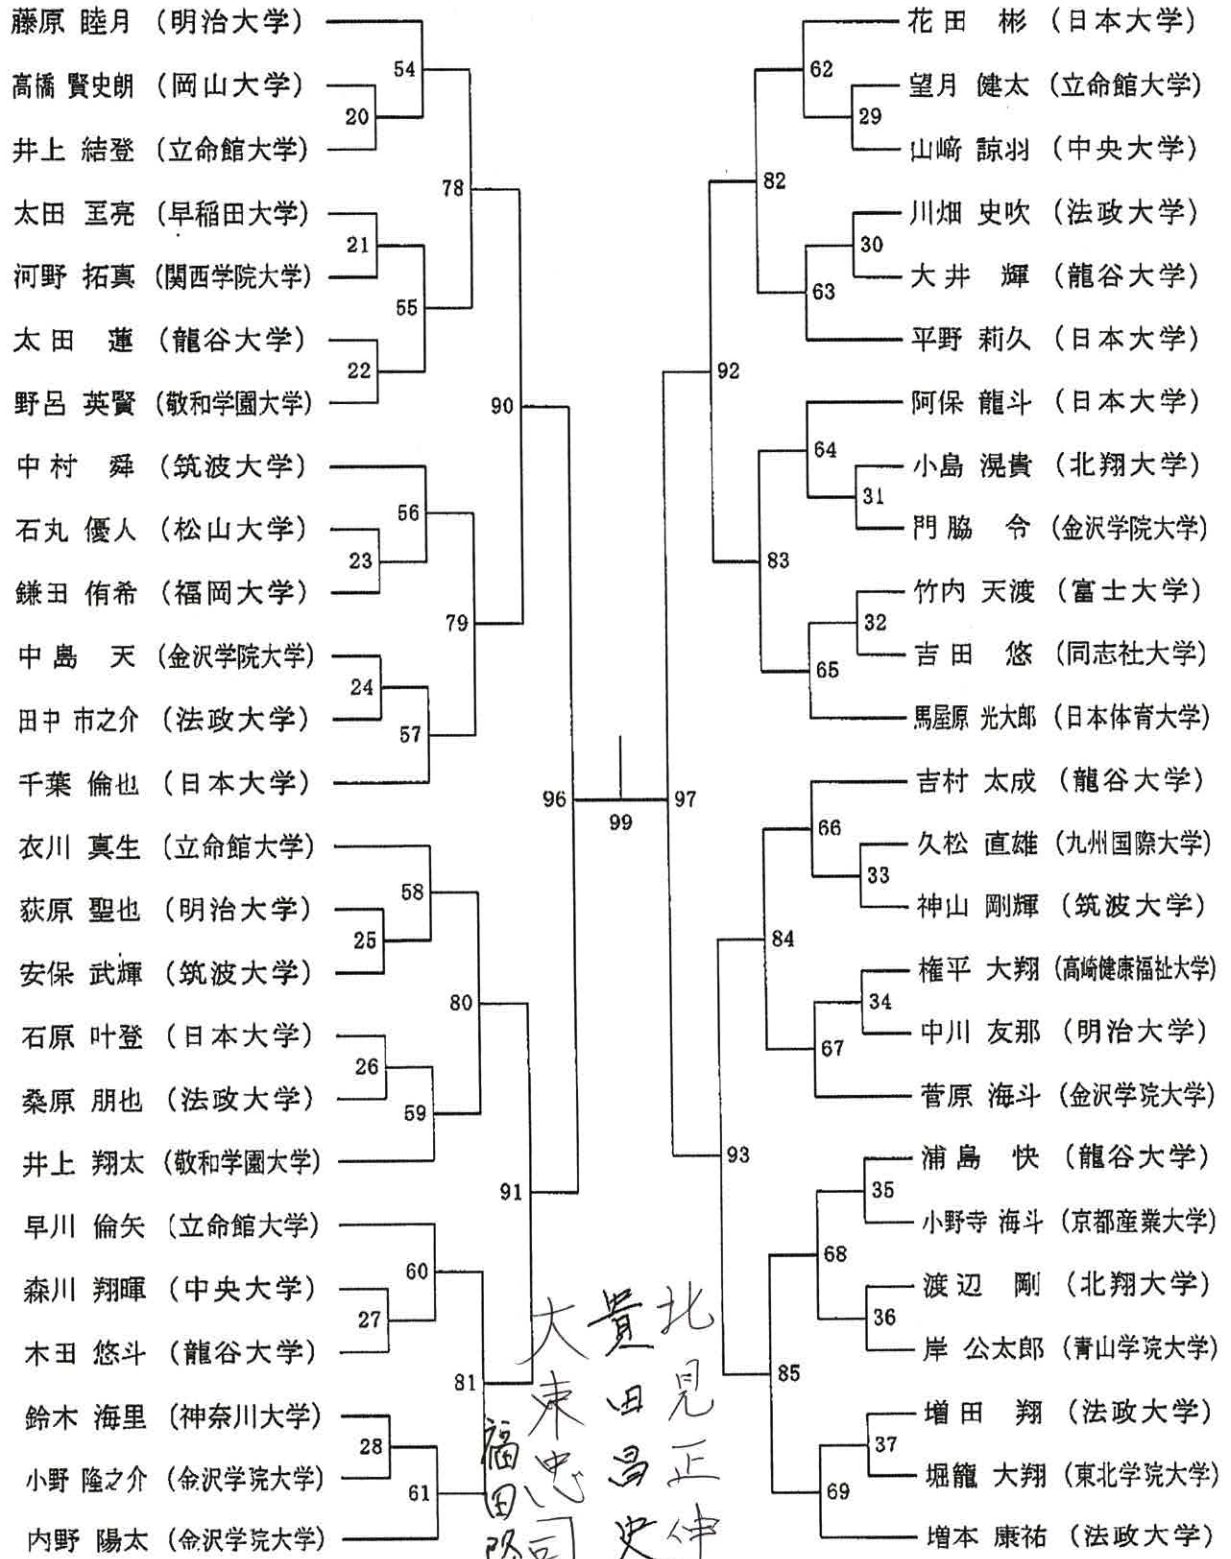 藤原 睦月 (明治大学)
高橋 賢史朗 (岡山大学)
井上 結登 (立命館大学)
太田 匡亮 (早稲田大学)
河野 拓真 (関西学院大学)
太田 蓮 (龍谷大学)
野呂 英賢 (敬和学園大学)
中村 舜 (筑波大学)
石丸 優人 (松山大学)
鎌田 侑希 (福岡大学)
中島 天 (金沢学院大学)
田中 市之介 (法政大学)
千葉 倫也 (日本大学)
衣川 真生 (立命館大学)
荻原 聖也 (明治大学)
安保 武輝 (筑波大学)
石原 叶登 (日本大学)
桑原 朋也 (法政大学)
井上 翔太 (敬和学園大学)
早川 倫矢 (立命館大学)
森川 翔暉 (中央大学)
木田 悠斗 (龍谷大学)
鈴木 海里 (神奈川大学)
小野 隆之介 (金沢学院大学)
内野 陽太 (金沢学院大学)
54
20
78
21
55
22
90
56
23
79
24
57
96
99
97
58
25
80
26
59
91
60
27
81
28
61
花田 彬 (日本大学)
望月 健太 (立命館大学)
山﨑 諒羽 (中央大学)
川畑 史吹 (法政大学)
大井 輝 (龍谷大学)
平野 莉久 (日本大学)
阿保 龍斗 (日本大学)
小島 滉貴 (北翔大学)
門脇 令 (金沢学院大学)
竹内 天渡 (富士大学)
吉田 悠 (同志社大学)
馬屋原 光太郎 (日本体育大学)
吉村 太成 (龍谷大学)
久松 直雄 (九州国際大学)
神山 剛輝 (筑波大学)
権平 大翔 (高崎健康福祉大学)
中川 友那 (明治大学)
菅原 海斗 (金沢学院大学)
浦島 快 (龍谷大学)
小野寺 海斗 (京都産業大学)
渡辺 剛 (北翔大学)
岸 公太郎 (青山学院大学)
増田 翔 (法政大学)
堀籠 大翔 (東北学院大学)
増本 康祐 (法政大学)
62
29
82
30
63
92
64
31
83
32
65
66
33
84
34
67
93
35
68
36
85
37
69
北見正伸
貴田昌史
大東忠司
福田